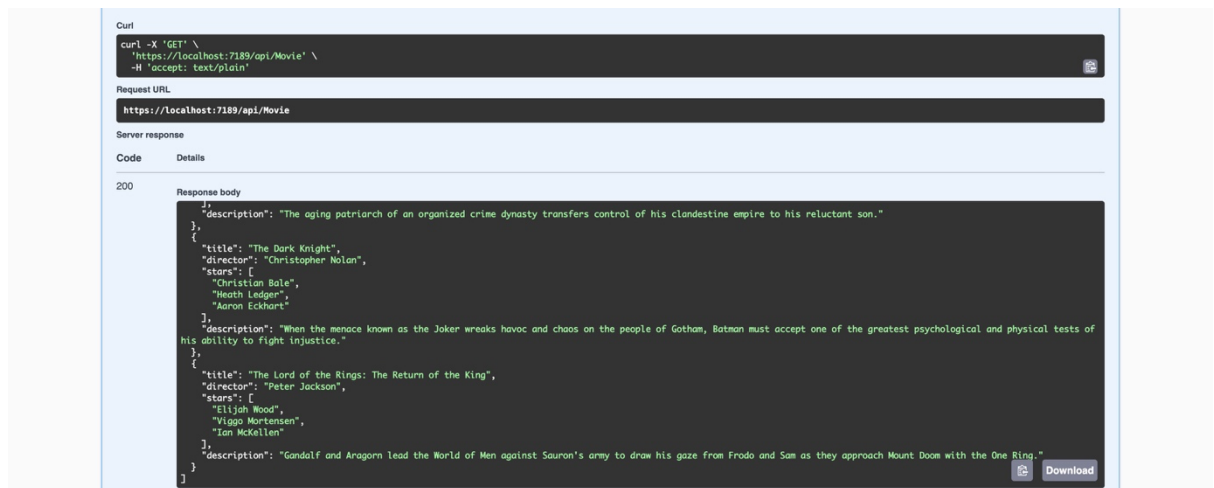 Curl
curl -X 'GET' \
'https://localhost:7189/api/Movie' \
-H 'accept: text/plain'
Request URL
https://localhost:7189/api/Movie
Server response
Code Details
200
Response body
],
"description": "The aging patriarch of an organized crime dynasty transfers control of his clandestine empire to his reluctant son."
},
{
"title": "The Dark Knight",
"director": "Christopher Nolan",
"stars": [
"Christian Bale",
"Heath Ledger",
"Aaron Eckhart"
],
"description": "When the menace known as the Joker wreaks havoc and chaos on the people of Gotham, Batman must accept one of the greatest psychological and physical tests of
his ability to fight injustice."
},
{
"title": "The Lord of the Rings: The Return of the King",
"director": "Peter Jackson",
"stars": [
"Elijah Wood",
"Viggo Mortensen",
"Ian McKellen"
],
"description": "Gandalf and Aragorn lead the World of Men against Sauron's army to draw his gaze from Frodo and Sam as they approach Mount Doom with the One Ring."
}
]
Download